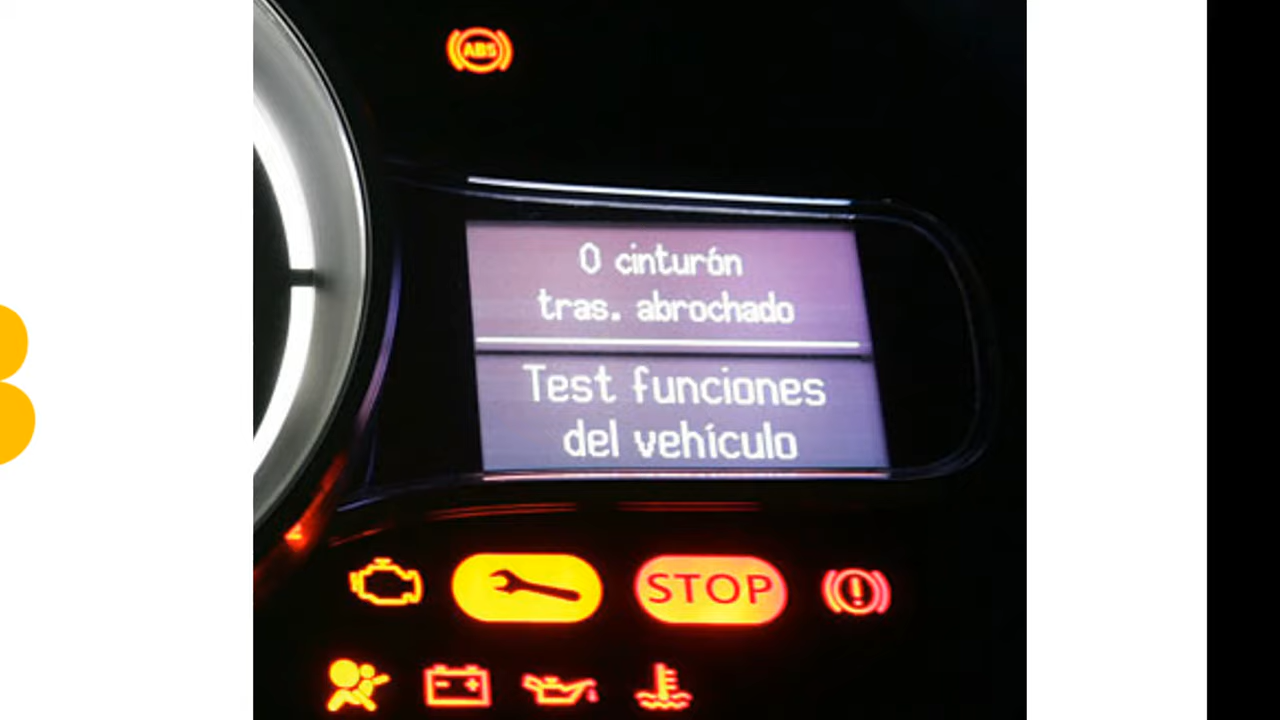 ABS
0 cinturón
tras. abrochado
Test funciones
del vehículo
STOP